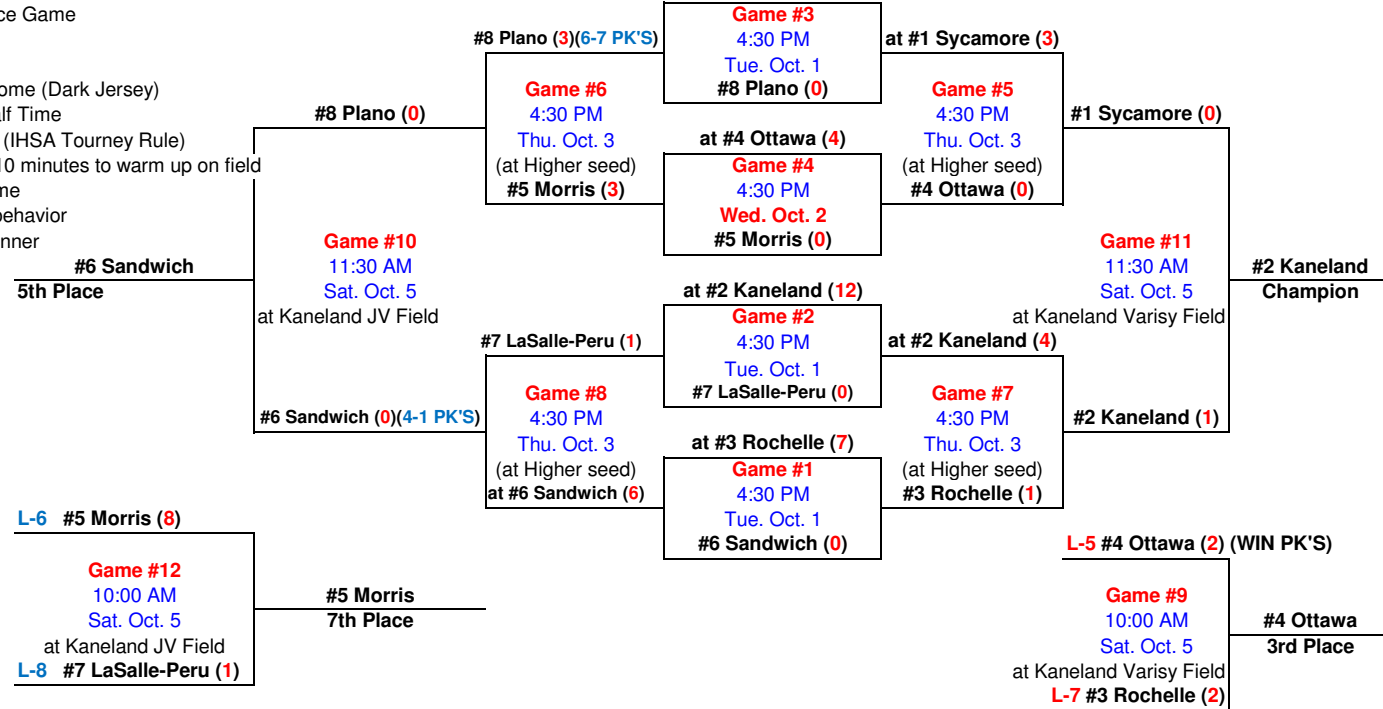 ce Game
ome (Dark Jersey)
alf Time
(IHSA Tourney Rule)
10 minutes to warm up on field
me
behavior
nner
#6 Sandwich
5th Place
#8 Plano (0)
Game #10
11:30 AM
Sat. Oct. 5
at Kaneland JV Field
#6 Sandwich (0)(4-1 PK'S)
#8 Plano (3)(6-7 PK'S)
Game #6
4:30 PM
Thu. Oct. 3
(at Higher seed)
#5 Morris (3)
#7 LaSalle-Peru (1)
Game #8
4:30 PM
Thu. Oct. 3
(at Higher seed)
at #6 Sandwich (6)
Game #3
4:30 PM
Tue. Oct. 1
#8 Plano (0)
at #4 Ottawa (4)
Game #4
4:30 PM
Wed. Oct. 2
#5 Morris (0)
at #2 Kaneland (12)
Game #2
4:30 PM
Tue. Oct. 1
#7 LaSalle-Peru (0)
at #3 Rochelle (7)
Game #1
4:30 PM
Tue. Oct. 1
#6 Sandwich (0)
at #1 Sycamore (3)
Game #5
4:30 PM
Thu. Oct. 3
(at Higher seed)
#4 Ottawa (0)
at #2 Kaneland (4)
Game #7
4:30 PM
Thu. Oct. 3
(at Higher seed)
#3 Rochelle (1)
#1 Sycamore (0)
Game #11
11:30 AM
Sat. Oct. 5
at Kaneland Varisy Field
#2 Kaneland (1)
#2 Kaneland
Champion
L-6 #5 Morris (8)
Game #12
10:00 AM
Sat. Oct. 5
at Kaneland JV Field
L-8 #7 LaSalle-Peru (1)
#5 Morris
7th Place
L-5 #4 Ottawa (2) (WIN PK'S)
Game #9
10:00 AM
Sat. Oct. 5
at Kaneland Varisy Field
L-7 #3 Rochelle (2)
#4 Ottawa
3rd Place